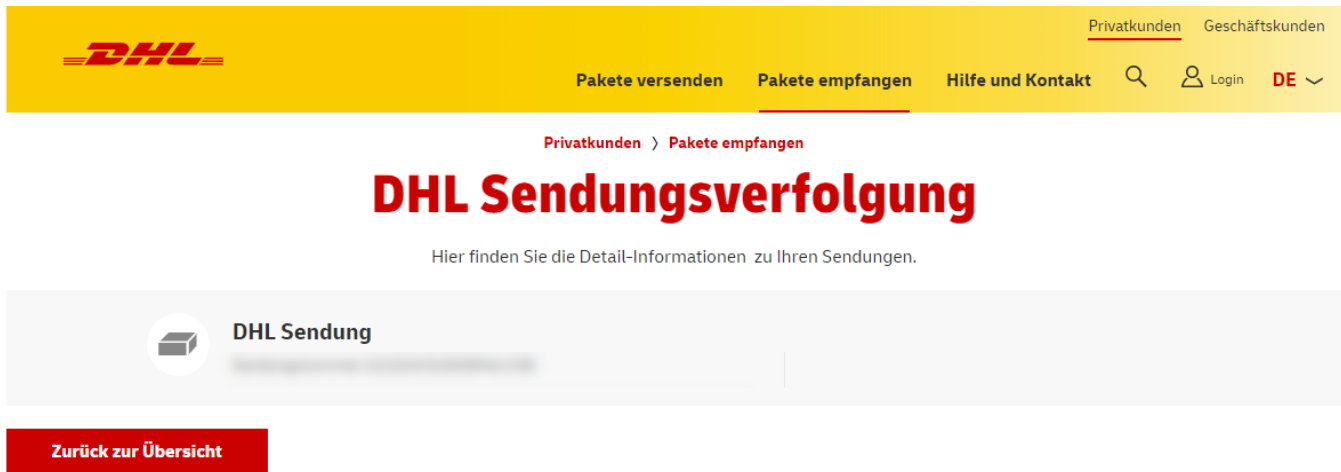 Privatkunden Geschäftskunden
DHL
Pakete versenden Pakete empfangen Hilfe und Kontakt Login DE
Privatkunden > Pakete empfangen
DHL Sendungsverfolgung
Hier finden Sie die Detail-Informationen zu Ihren Sendungen.
DHL Sendung
Zurück zur Übersicht